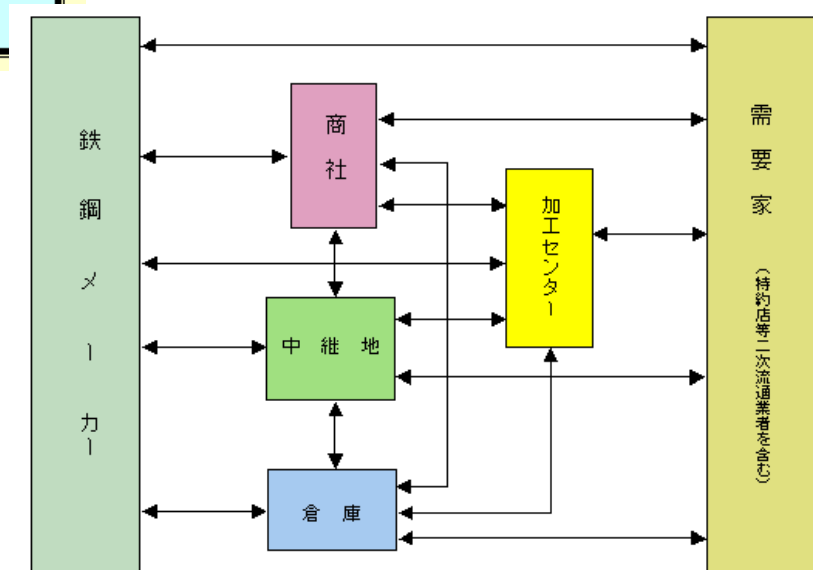 鉄鋼メーカー
商社
加工センター
中継地
倉庫
需要家
(特約店等二次流通業者を含む)